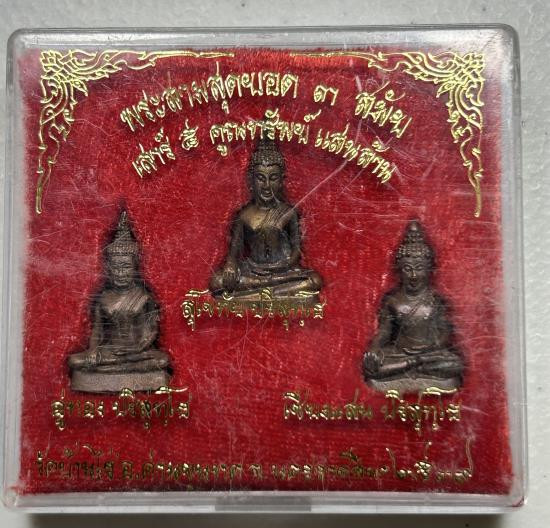 พระสามสุดยอด ๓ สมัย
เสาร์ ๕ คูณทรัพย์ แสนล้าน
สุโขทัย ปริสุทโธ
อู่ทอง ปริสุทโธ
เชียงแสน ปริสุทโธ
วัดบ้านไร่ อ.ด่านขุนทด จ.นครราชสีมา